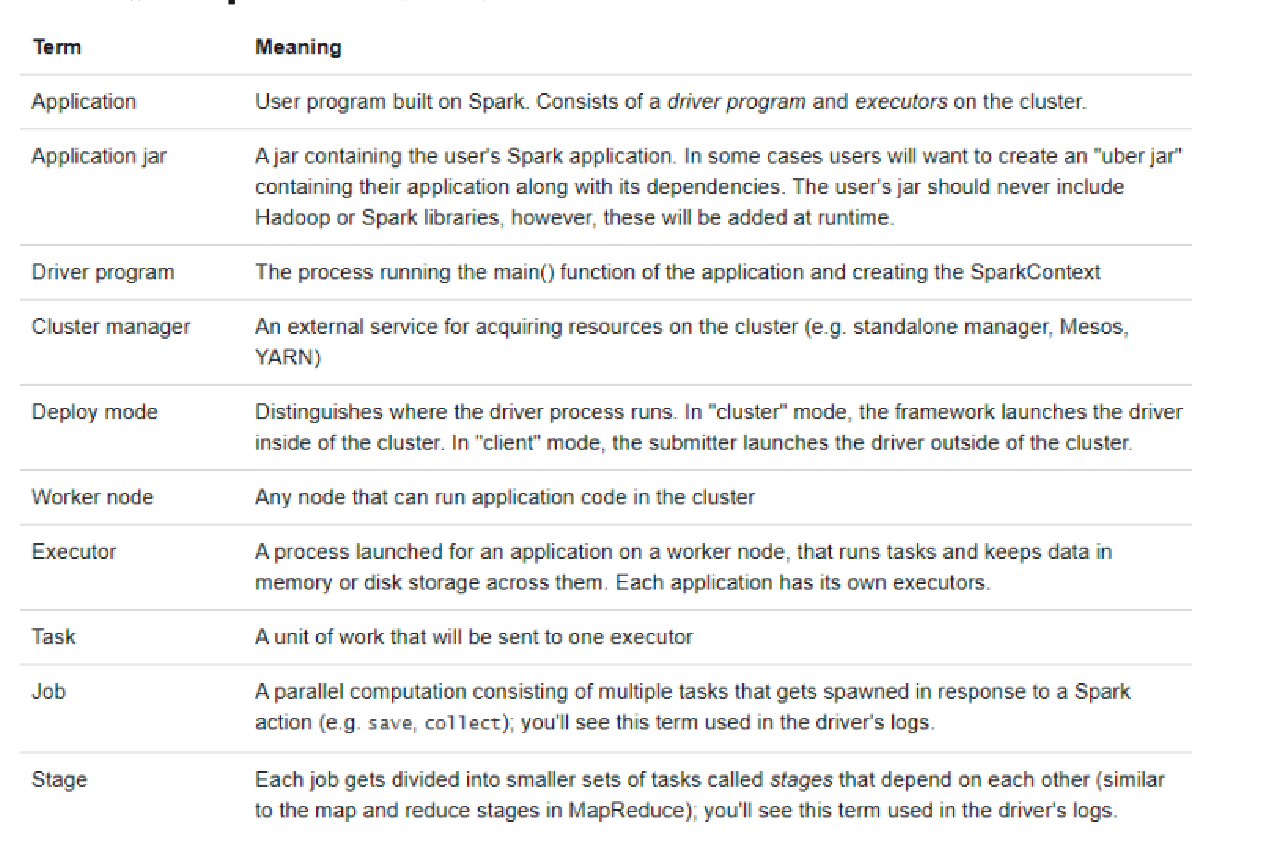 Term Meaning
Application User program built on Spark. Consists of a driver program and executors on the cluster.
Application jar A jar containing the user's Spark application. In some cases users will want to create an "uber jar"
containing their application along with its dependencies. The user's jar should never include
Hadoop or Spark libraries, however, these will be added at runtime.
Driver program The process running the main() function of the application and creating the SparkContext
Cluster manager An external service for acquiring resources on the cluster (e.g. standalone manager, Mesos,
YARN)
Deploy mode Distinguishes where the driver process runs. In "cluster" mode, the framework launches the driver
inside of the cluster. In "client" mode, the submitter launches the driver outside of the cluster.
Worker node Any node that can run application code in the cluster
Executor A process launched for an application on a worker node, that runs tasks and keeps data in
memory or disk storage across them. Each application has its own executors.
Task A unit of work that will be sent to one executor
Job A parallel computation consisting of multiple tasks that gets spawned in response to a Spark
action (e.g. save, collect); you'll see this term used in the driver's logs.
Stage Each job gets divided into smaller sets of tasks called stages that depend on each other (similar
to the map and reduce stages in MapReduce); you'll see this term used in the driver's logs.